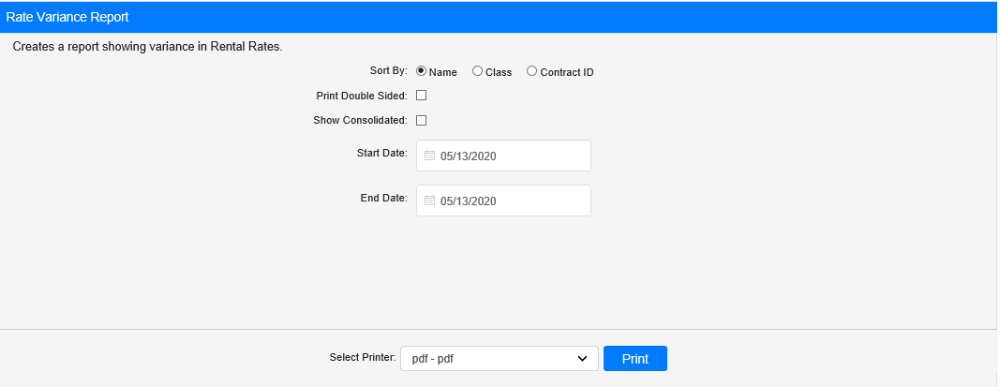 Rate Variance Report
Creates a report showing variance in Rental Rates.
Sort By: Name Class Contract ID
Print Double Sided:
Show Consolidated:
Start Date: 05/13/2020
End Date: 05/13/2020
Select Printer: pdf - pdf Print